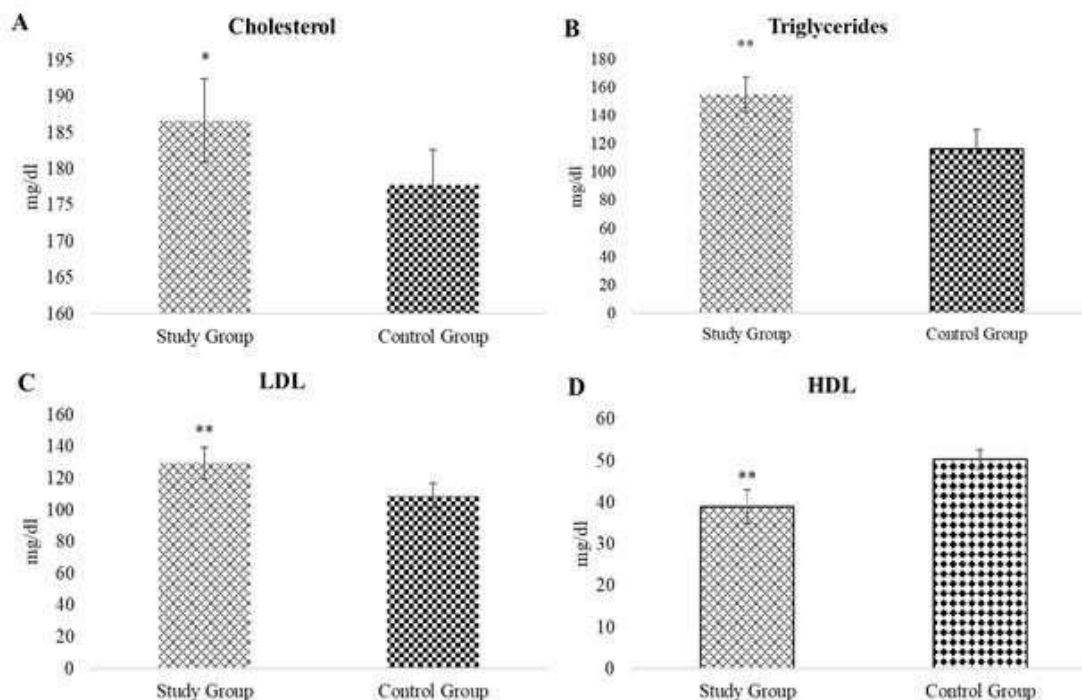 A
Cholesterol
*
195
190
185
180
175
170
165
160
mg/dl
Study Group
Control Group
B
Triglycerides
**
180
160
140
120
100
80
60
40
20
0
mg/dl
Study Group
Control Group
C
LDL
**
160
140
120
100
80
60
40
20
0
mg/dl
Study Group
Control Group
D
HDL
**
60
50
40
30
20
10
0
mg/dl
Study Group
Control Group